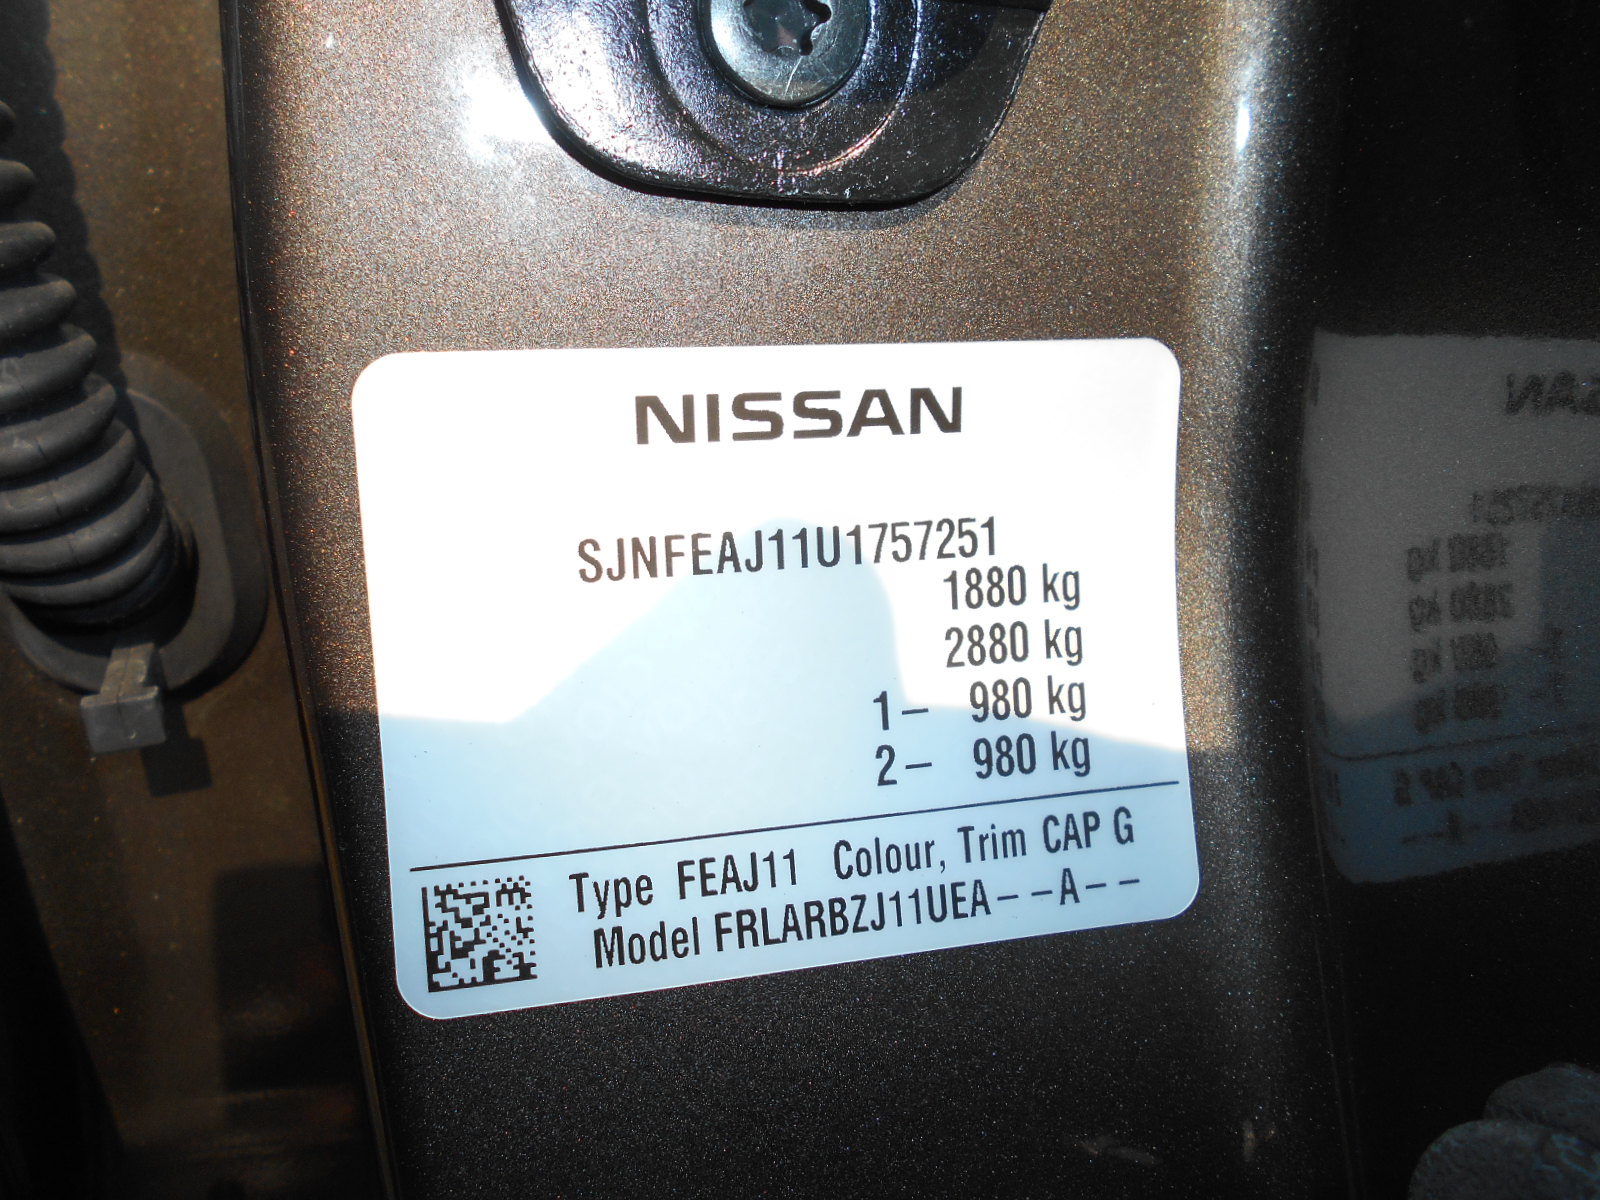 NISSAN
SJNFEAJ11U1757251
1880 kg
2880 kg
1– 980 kg
2– 980 kg
Type FEAJ11 Colour, Trim CAP G
Model FRLARBZJ11UEA– –A– –